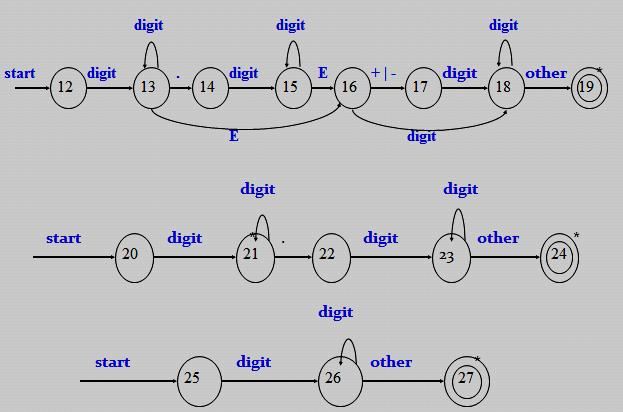 digit digit digit
start digit . digit E + | - digit other *
12 13 14 15 16 17 18 19
E digit
digit digit
start digit . digit other *
20 * 21 22 23 24
digit
start digit other *
25 26 27